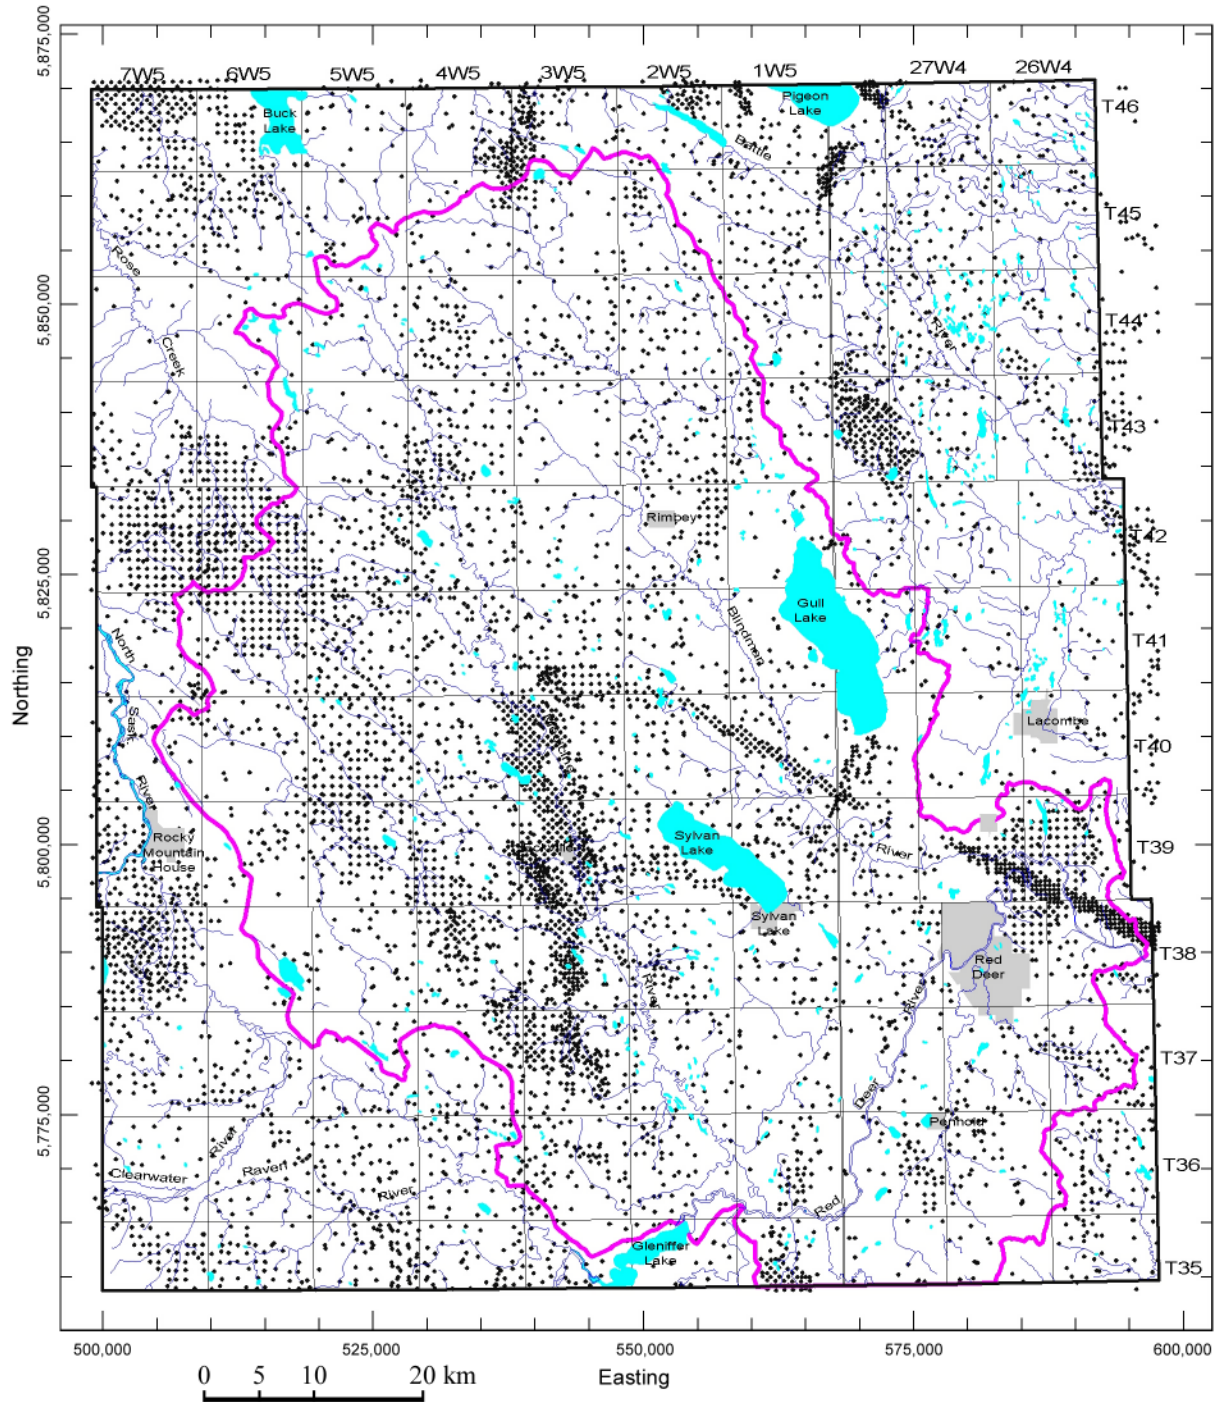 5,875,000
7W5 6W5 5W5 4W5 3W5 2W5 1W5 27W4 26W4
Buck
Lake
Pigeon
Lake
T46
Battle
T45
Rose
5,850,000
T44
River
Creek
T43
Rimpey
T42
5,825,000
Gull
Lake
Blindman
T41
North
Sask
River
Lacombe
T40
Northing
Medicine
Rocky
Mountain
House
5,800,000
Sylvan
Lake
River
T39
Sylvan
Lake
Red
Deer
T38
River
River
T37
Deer
5,775,000
Penhold
River
Clearwater
Raven
River
T36
Red
Gleniffer
Lake
T35
500,000 525,000 550,000 575,000 600,000
0 5 10 20 km
Easting